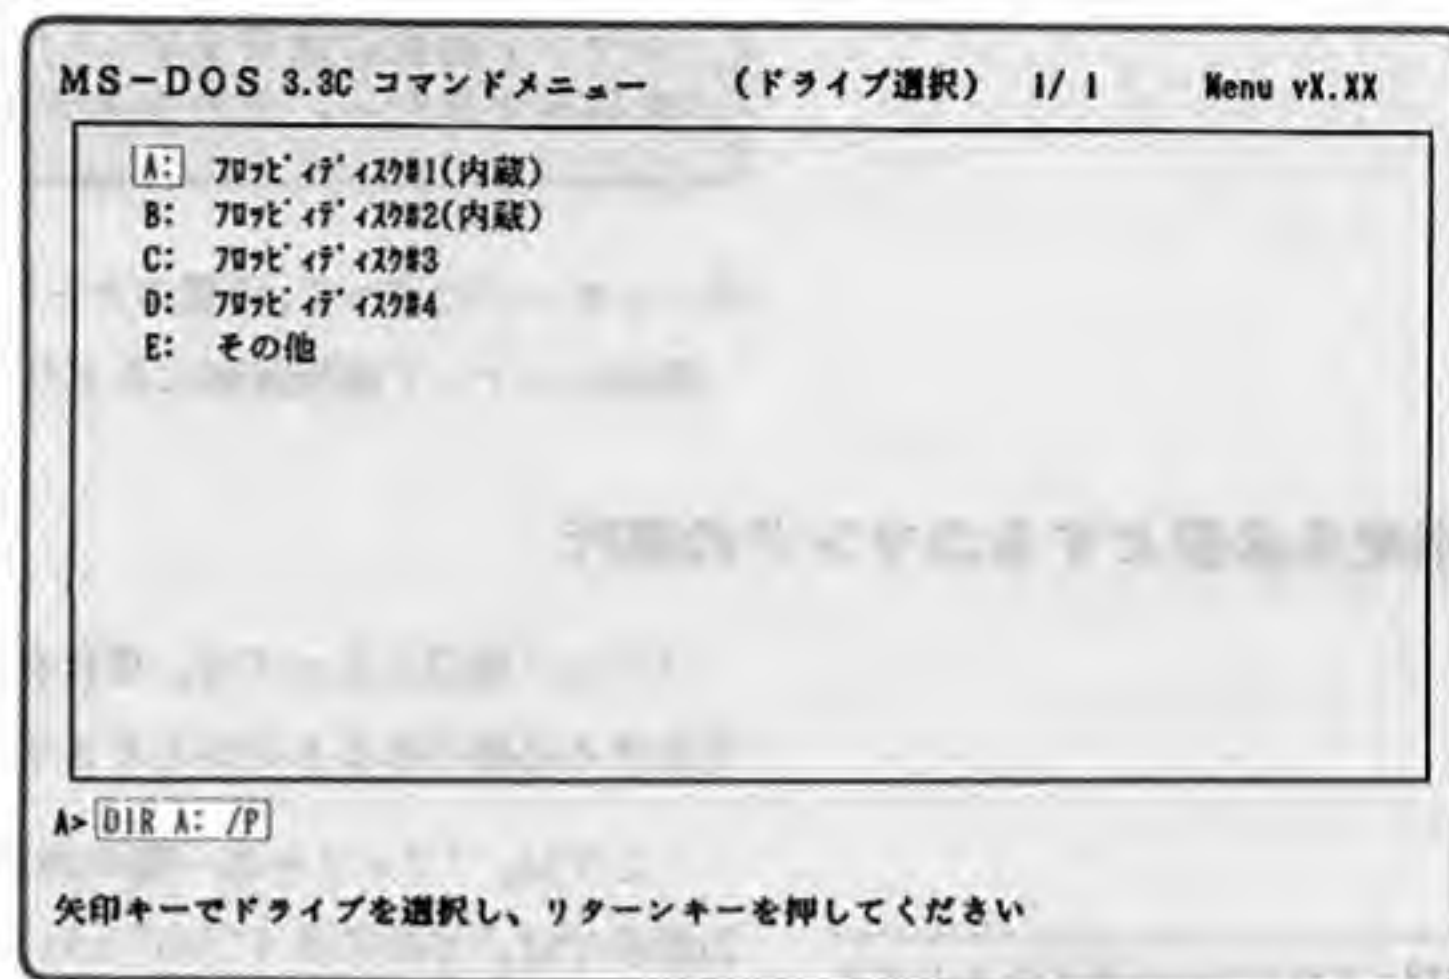 MS-DOS 3.3C コマンドメニュー (ドライブ選択) 1/ 1 Menu vX.XX
A: ﾌﾛｯﾋﾟｨﾃﾞｨｽｸ#1(内蔵)
B: ﾌﾛｯﾋﾟｨﾃﾞｨｽｸ#2(内蔵)
C: ﾌﾛｯﾋﾟｨﾃﾞｨｽｸ#3
D: ﾌﾛｯﾋﾟｨﾃﾞｨｽｸ#4
E: その他
A>DIR A: /P
矢印キーでドライブを選択し、リターンキーを押してください